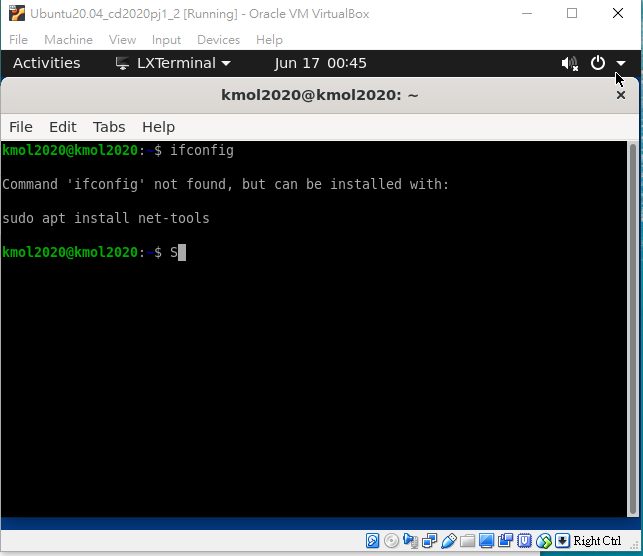 Ubuntu20.04_cd2020pj1_2 [Running] - Oracle VM VirtualBox
File Machine View Input Devices Help
Activities LXTerminal Jun 17 00:45
kmol2020@kmol2020: ~
File Edit Tabs Help
kmol2020@kmol2020:~$ ifconfig
Command 'ifconfig' not found, but can be installed with:
sudo apt install net-tools
kmol2020@kmol2020:~$ S
Right Ctrl